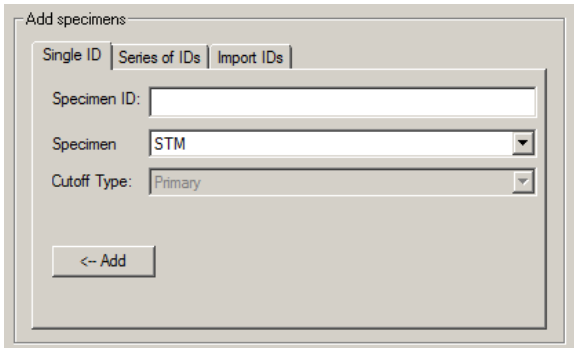 Add specimens
Single ID Series of IDs Import IDs
Specimen ID:
Specimen STM
Cutoff Type: Primary
<-- Add